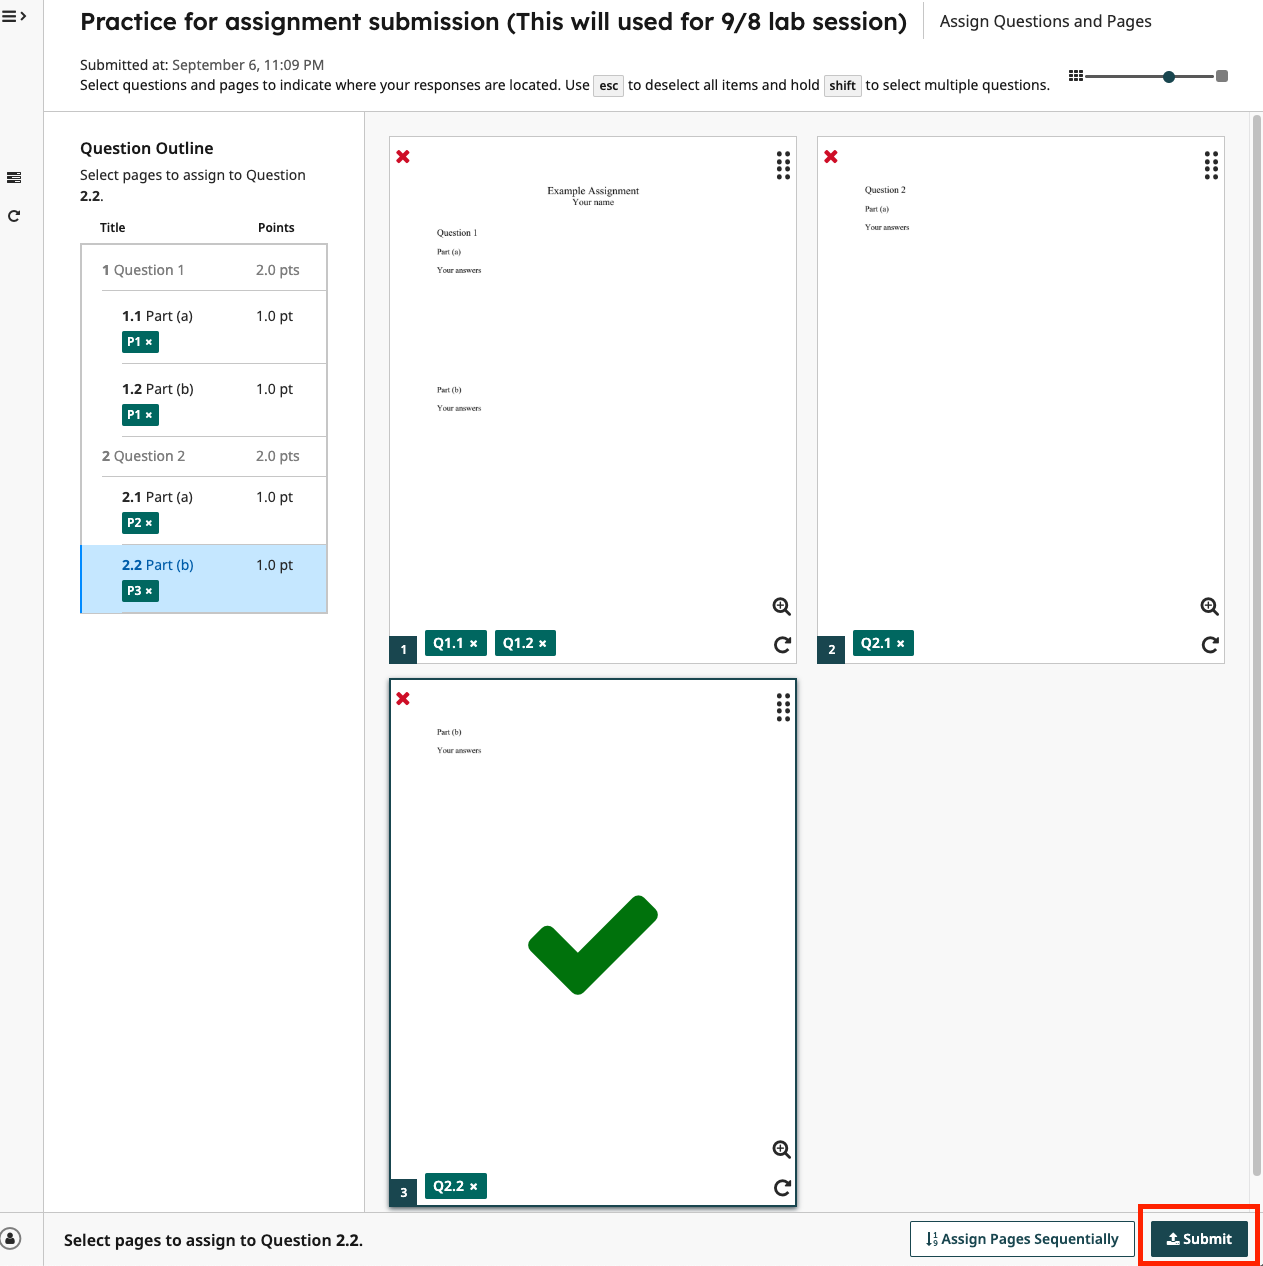 Practice for assignment submission (This will used for 9/8 lab session)
Assign Questions and Pages
Submitted at: September 6, 11:09 PM
Select questions and pages to indicate where your responses are located. Use esc to deselect all items and hold shift to select multiple questions.
Question Outline
Select pages to assign to Question
2.2.
Title Points
1 Question 1 2.0 pts
1.1 Part (a) 1.0 pt
P1 ×
1.2 Part (b) 1.0 pt
P1 ×
2 Question 2 2.0 pts
2.1 Part (a) 1.0 pt
P2 ×
2.2 Part (b) 1.0 pt
P3 ×
Example Assignment
Your name
Question 1
Part (a)
Your answers
Part (b)
Your answers
1 Q1.1 × Q1.2 ×
Question 2
Part (a)
Your answers
2 Q2.1 ×
Part (b)
Your answers
3 Q2.2 ×
Select pages to assign to Question 2.2.
Assign Pages Sequentially
Submit